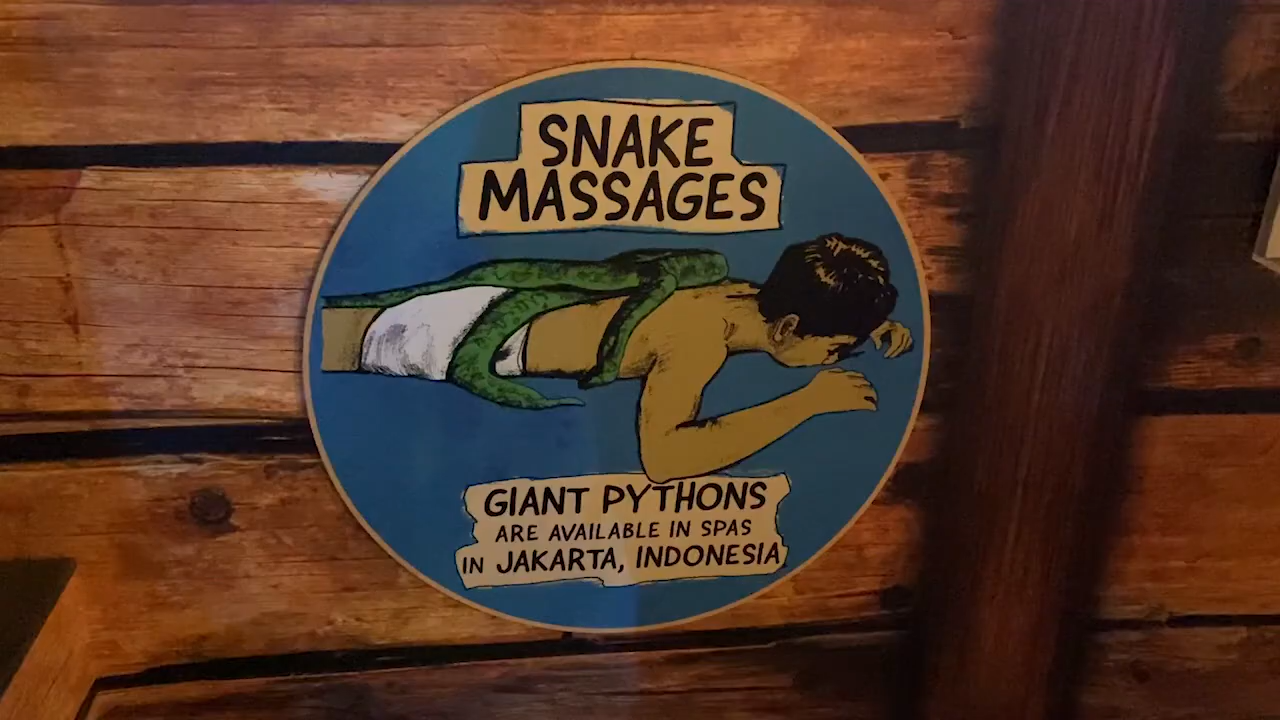 SNAKE
MASSAGES
GIANT PYTHONS
ARE AVAILABLE IN SPAS
IN JAKARTA, INDONESIA